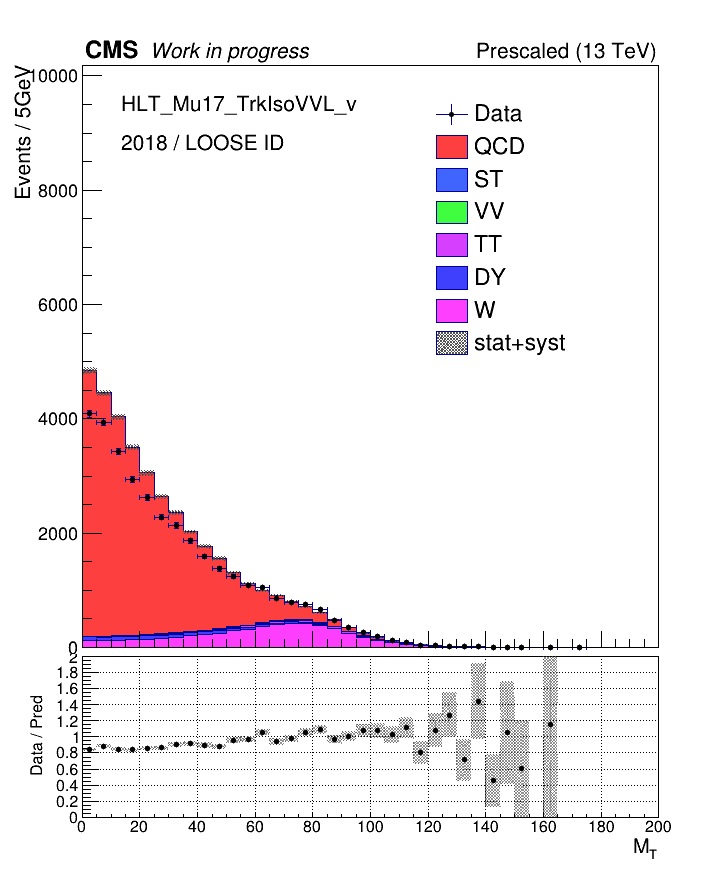 CMS Work in progress Prescaled (13 TeV)
Events / 5GeV
10000
8000
6000
4000
2000
0
HLT_Mu17_TrkIsoVVL_v
2018 / LOOSE ID
Data
QCD
ST
VV
TT
DY
W
stat+syst
Data / Pred
2
1.8
1.6
1.4
1.2
1
0.8
0.6
0.4
0.2
0
0 20 40 60 80 100 120 140 160 180 200
M_T